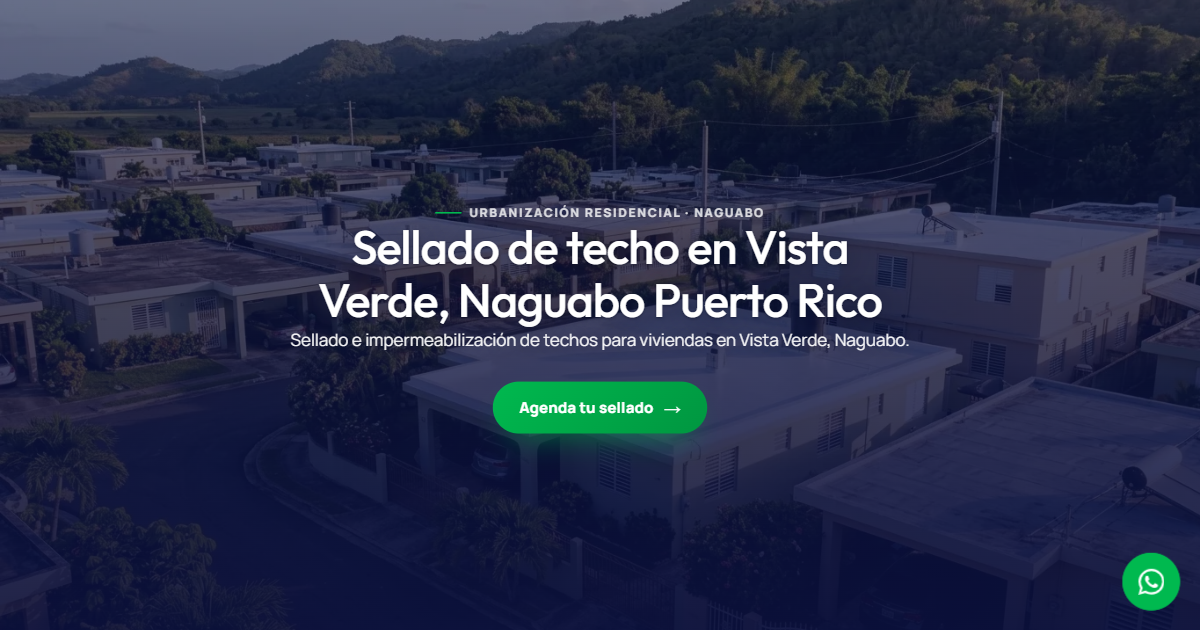 URBANIZACIÓN RESIDENCIAL · NAGUABO
Sellado de techo en Vista
Verde, Naguabo Puerto Rico
Sellado e impermeabilización de techos para viviendas en Vista Verde, Naguabo.
Agenda tu sellado →